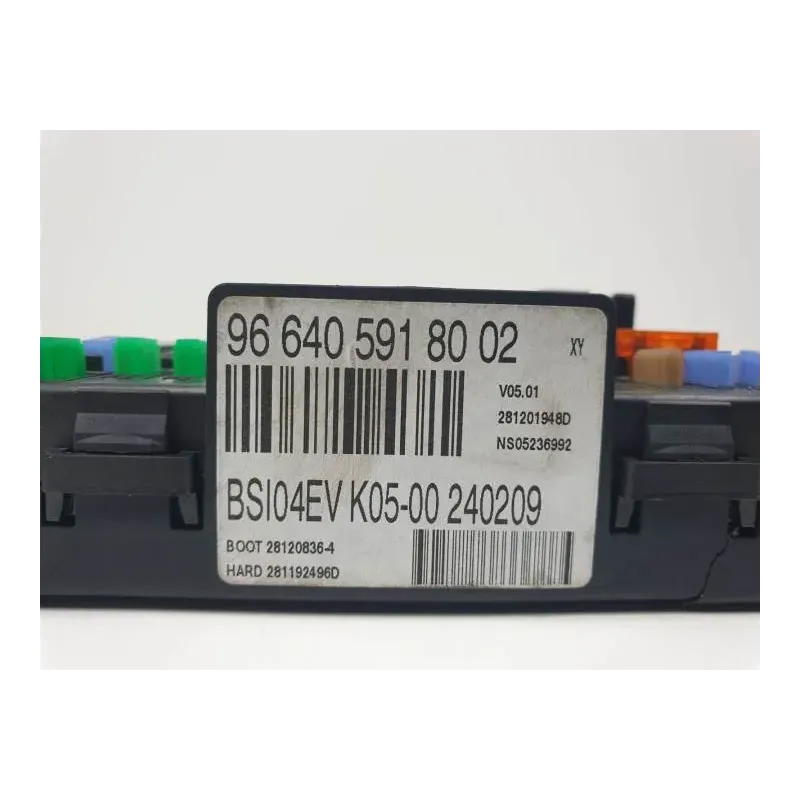 96 640 591 80 02 XY
V05.01
281201948D
NS05236992
BSI04EV K05-00 240209
BOOT 28120836-4
HARD 281192496D